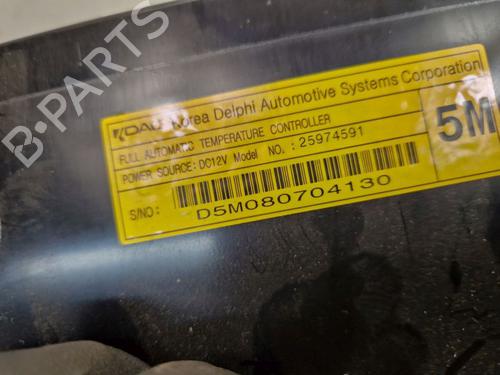 B-PARTS
KDAC Korea Delphi Automotive Systems Corporation
FULL AUTOMATIC TEMPERATURE CONTROLLER
POWER SOURCE : DC12V Model NO. : 25974591
5M
S/NO :
D5M080704130